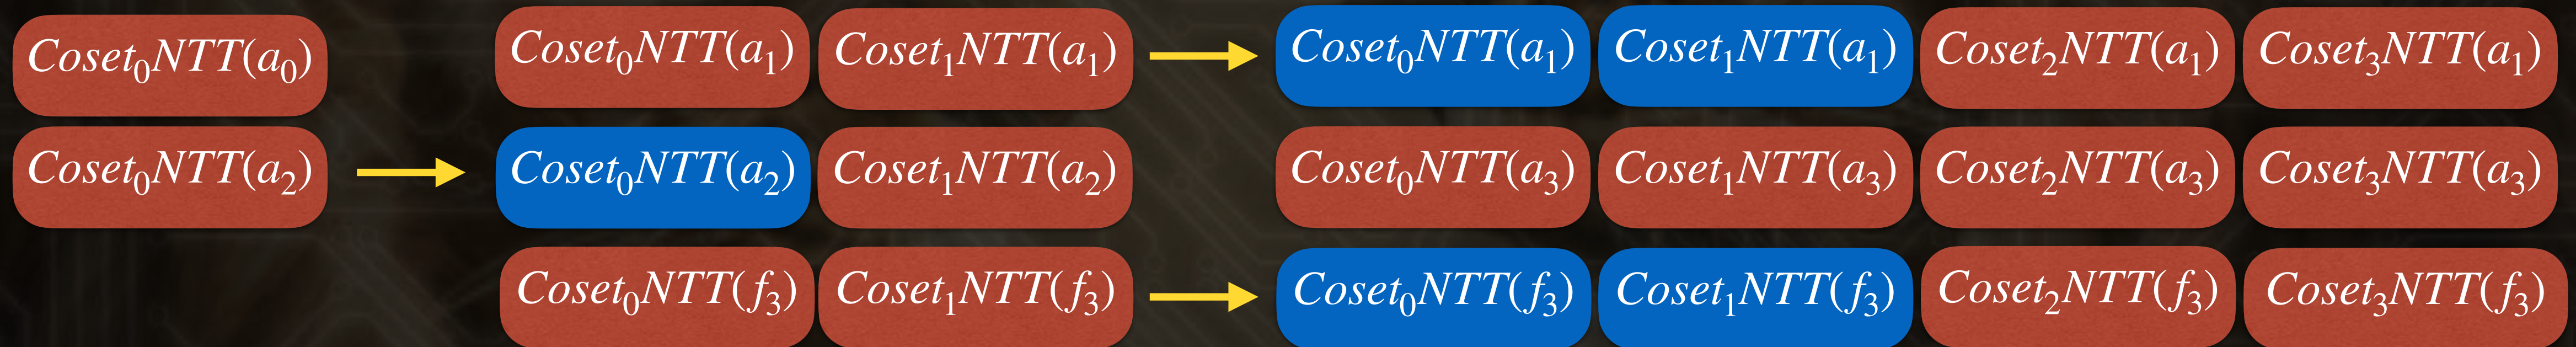 Coset₀NTT(a₀) Coset₀NTT(a₁) Coset₁NTT(a₁) Coset₀NTT(a₁) Coset₁NTT(a₁) Coset₂NTT(a₁) Coset₃NTT(a₁)
Coset₀NTT(a₂) Coset₀NTT(a₂) Coset₁NTT(a₂) Coset₀NTT(a₃) Coset₁NTT(a₃) Coset₂NTT(a₃) Coset₃NTT(a₃)
Coset₀NTT(f₃) Coset₁NTT(f₃) Coset₀NTT(f₃) Coset₁NTT(f₃) Coset₂NTT(f₃) Coset₃NTT(f₃)